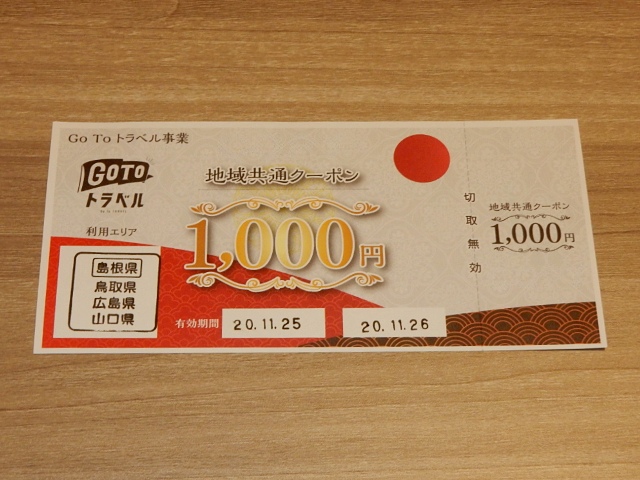 Go To トラベル事業
GOTO
トラベル
利用エリア
島根県
鳥取県
広島県
山口県
地域共通クーポン
1,000円
有効期間
20.11.25
20.11.26
切取無効
地域共通クーポン
1,000円